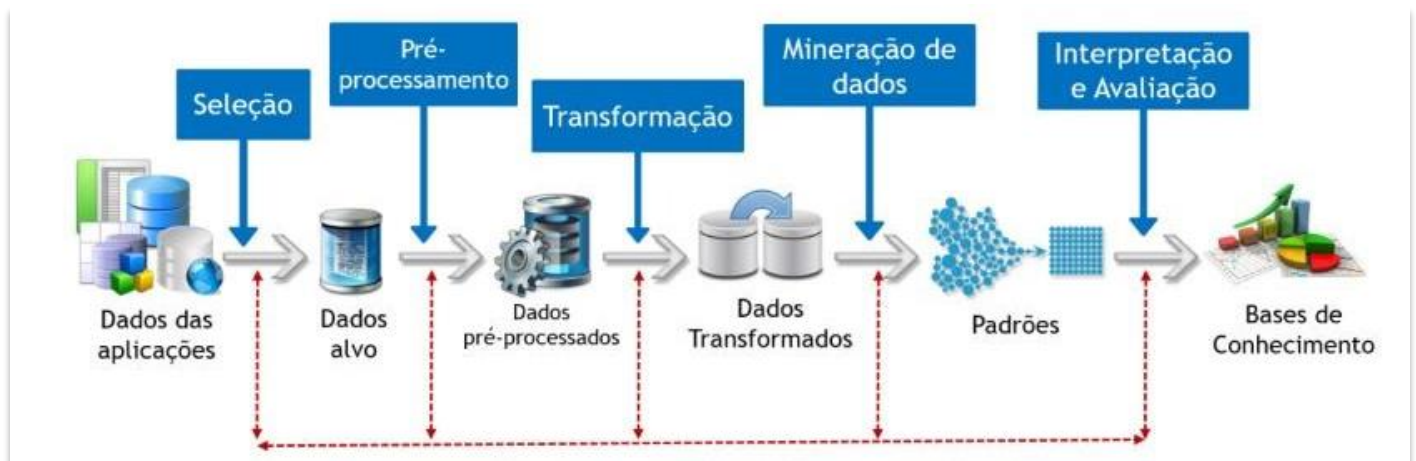 Seleção
Pré-
processamento
Transformação
Mineração de
dados
Interpretação
e Avaliação
Dados das
aplicações
Dados
alvo
Dados
pré-processados
Dados
Transformados
Padrões
Bases de
Conhecimento